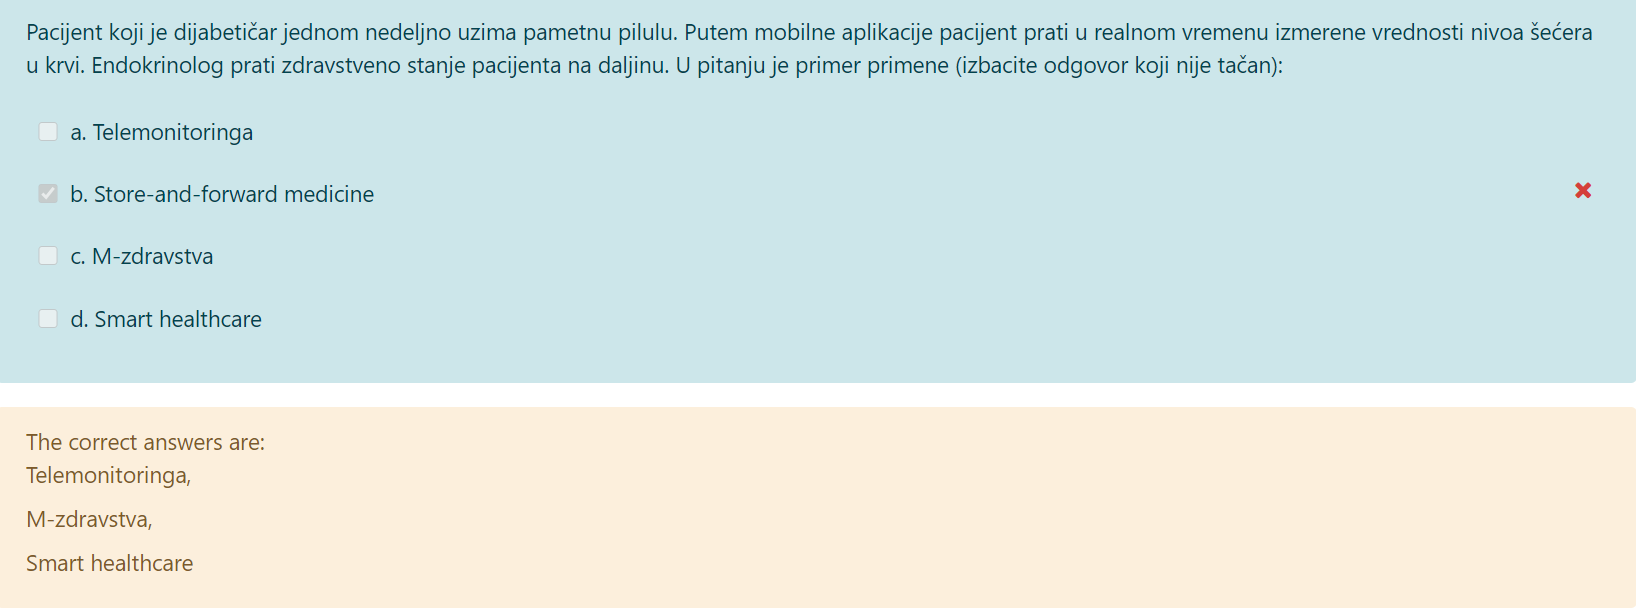 Pacijent koji je dijabetičar jednom nedeljno uzima pametnu pilulu. Putem mobilne aplikacije pacijent prati u realnom vremenu izmerene vrednosti nivoa šećera
u krvi. Endokrinolog prati zdravstveno stanje pacijenta na daljinu. U pitanju je primer primene (izbacite odgovor koji nije tačan):
a. Telemonitoringa
b. Store-and-forward medicine
c. M-zdravstva
d. Smart healthcare
The correct answers are:
Telemonitoringa,
M-zdravstva,
Smart healthcare